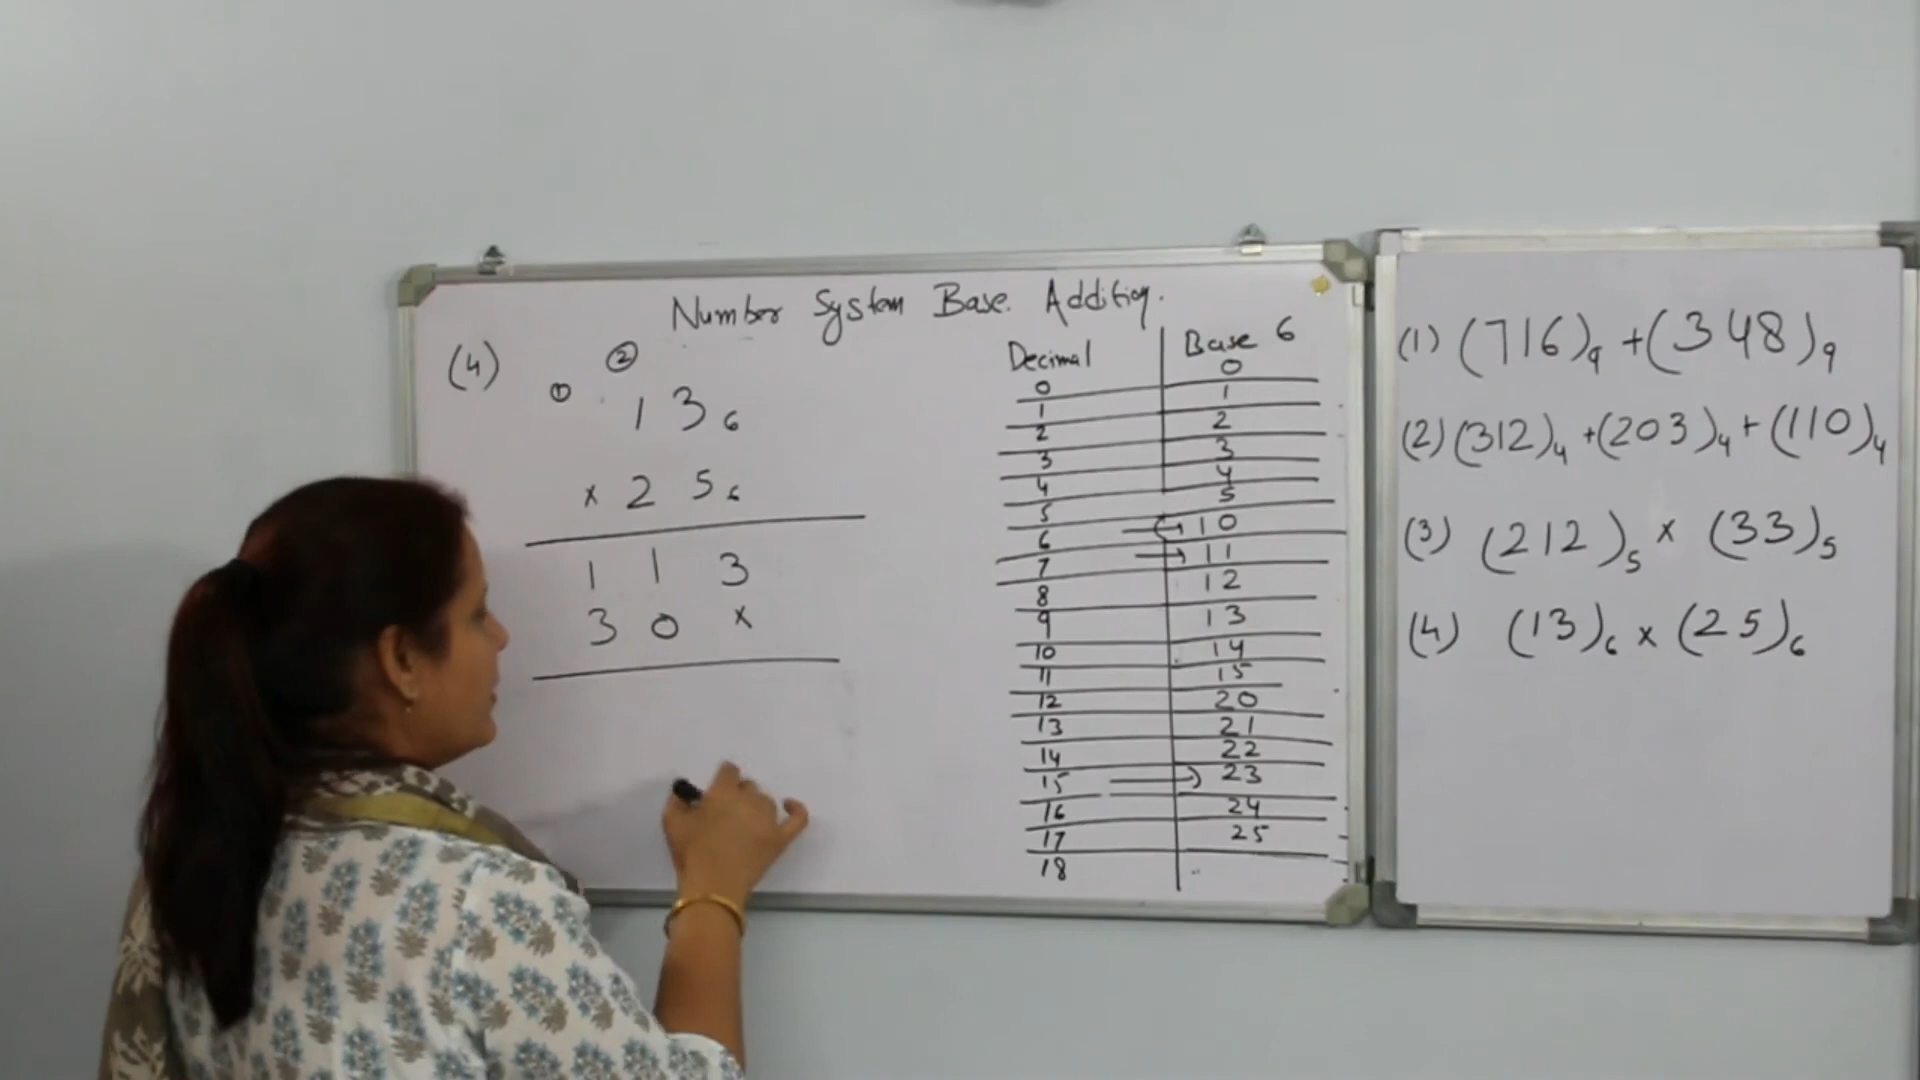 Number System Base. Addition.
(4)
②
① 1 3 6
x 2 5 6
1 1 3
3 0 x
Decimal Base 6
0 0
1 1
2 2
3 3
4 4
5 5
6 → 10
7 → 11
8 12
9 13
10 14
11 15
12 20
13 21
14 22
15 → 23
16 24
17 25
18
(1) (716)9 + (348)9
(2) (312)4 + (203)4 + (110)4
(3) (212)5 x (33)5
(4) (13)6 x (25)6